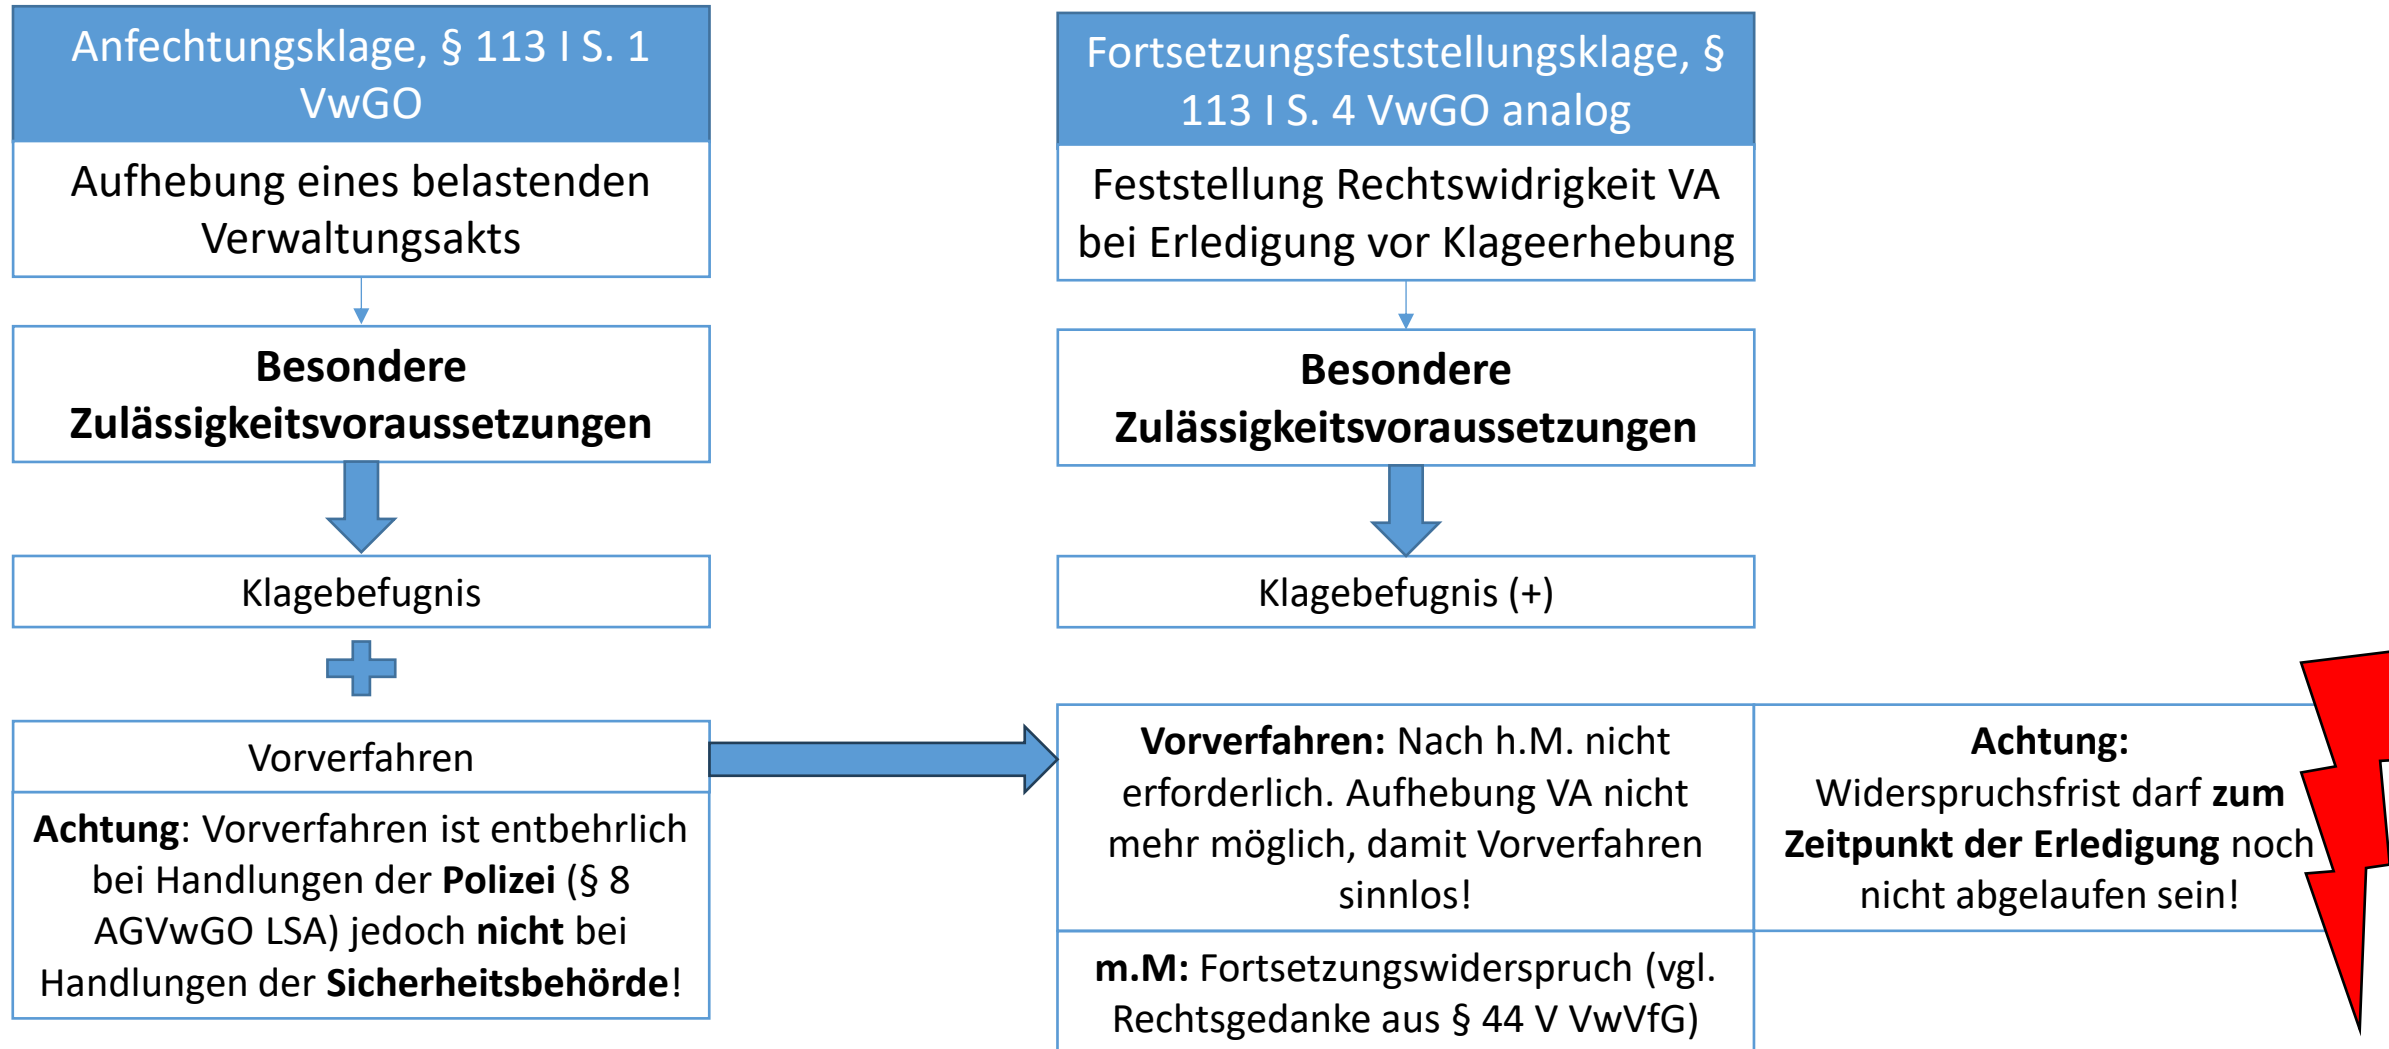 Anfechtungsklage, § 113 I S. 1
VwGO
Aufhebung eines belastenden
Verwaltungsakts
Besondere
Zulässigkeitsvoraussetzungen
Klagebefugnis
Vorverfahren
Achtung: Vorverfahren ist entbehrlich
bei Handlungen der Polizei (§ 8
AGVwGO LSA) jedoch nicht bei
Handlungen der Sicherheitsbehörde!
Fortsetzungsfeststellungsklage, §
113 I S. 4 VwGO analog
Feststellung Rechtswidrigkeit VA
bei Erledigung vor Klageerhebung
Besondere
Zulässigkeitsvoraussetzungen
Klagebefugnis (+)
Vorverfahren: Nach h.M. nicht
erforderlich. Aufhebung VA nicht
mehr möglich, damit Vorverfahren
sinnlos!
m.M: Fortsetzungswiderspruch (vgl.
Rechtsgedanke aus § 44 V VwVfG)
Achtung:
Widerspruchsfrist darf zum
Zeitpunkt der Erledigung noch
nicht abgelaufen sein!